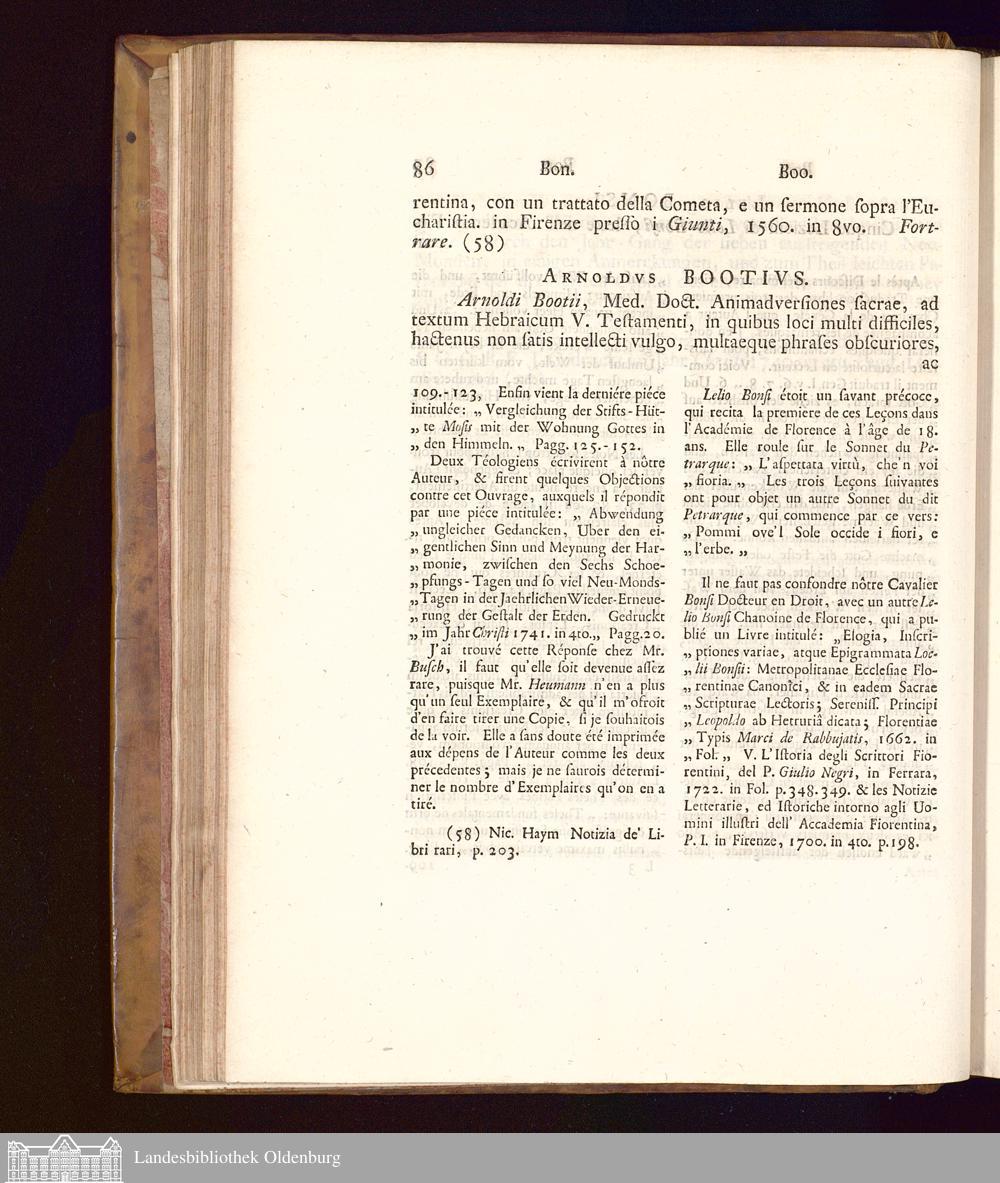 86 Bon. Boo.
rentina, con un trattato della Cometa, e un ſermone ſopra l'Eu-
chariſtia. in Firenze preſſo i Giunti, 1560. in 8vo. Fort-
rare. (58)
ARNOLDVS BOOTIVS.
Arnoldi Bootii, Med. Doct. Animadverſiones ſacrae, ad
textum Hebraicum V. Teſtamenti, in quibus loci multi difficiles,
hactenus non ſatis intellecti vulgo, multaeque phraſes obſcuriores,
ac
109.-123, Enfin vient la derniére piéce
intitulée: „ Vergleichung der Stifts-Hüt-
„ te Moſis mit der Wohnung Gottes in
„ den Himmeln. „ Pagg. 125.-152.
Deux Téologiens écrivirent à nôtre
Auteur, & firent quelques Objections
contre cet Ouvrage, auxquels il répondit
par une piéce intitulée: „ Abwendung
„ ungleicher Gedancken, Uber den ei-
„ gentlichen Sinn und Meynung der Har-
„ monie, zwiſchen den Sechs Schoe-
„ pfungs-Tagen und ſo viel Neu-Monds-
„ Tagen in der Jaehrlichen Wieder-Erneue-
„ rung der Geſtalt der Erden. Gedruckt
„ im Jahr Chriſti 1741. in 4to.„ Pagg. 20.
J'ai trouvé cette Réponſe chez Mr.
Buſch, il faut qu'elle ſoit devenue aſſez
rare, puisque Mr. Heumann n'en a plus
qu'un ſeul Exemplaire, & qu'il m'ofroit
d'en faire tirer une Copie, ſi je ſouhaitois
de la voir. Elle a ſans doute été imprimée
aux dépens de l'Auteur comme les deux
précedentes; mais je ne ſaurois détermi-
ner le nombre d'Exemplaires qu'on en a
tiré.
(58) Nic. Haym Notizia de' Li-
bri rari, p. 203.
Lelio Bonſi étoit un ſavant précoce,
qui recita la premiere de ces Leçons dans
l'Académie de Florence à l'âge de 18.
ans. Elle roule ſur le Sonnet du Pe-
trarque: „ L'aſpettata virtù, che'n voi
„ fioria. „ Les trois Leçons ſuivantes
ont pour objet un autre Sonnet du dit
Petrarque, qui commence par ce vers:
„ Pommi ove'l Sole occide i fiori, e
„ l'erbe. „
Il ne faut pas confondre nôtre Cavalier
Bonſi Docteur en Droit, avec un autre Le-
lio Bonſi Chanoine de Florence, qui a pu-
blié un Livre intitulé: „ Elogia, Inſcri-
„ ptiones variae, atque Epigrammata Loe-
„ lii Bonſii: Metropolitanae Eccleſiae Flo-
„ rentinae Canonici, & in eadem Sacrae
„ Scripturae Lectoris; Sereniſſ. Principi
„ Leopoldo ab Hetruriâ dicata; Florentiae
„ Typis Marci de Rabbujatis, 1662. in
„ Fol. „ V. L'Iſtoria degli Scrittori Fio-
rentini, del P. Giulio Negri, in Ferrara,
1722. in Fol. p. 348. 349. & les Notizie
Letterarie, ed Iſtoriche intorno agli Uo-
mini illuſtri dell' Accademia Fiorentina,
P. I. in Firenze, 1700. in 4to. p. 198.
Landesbibliothek Oldenburg